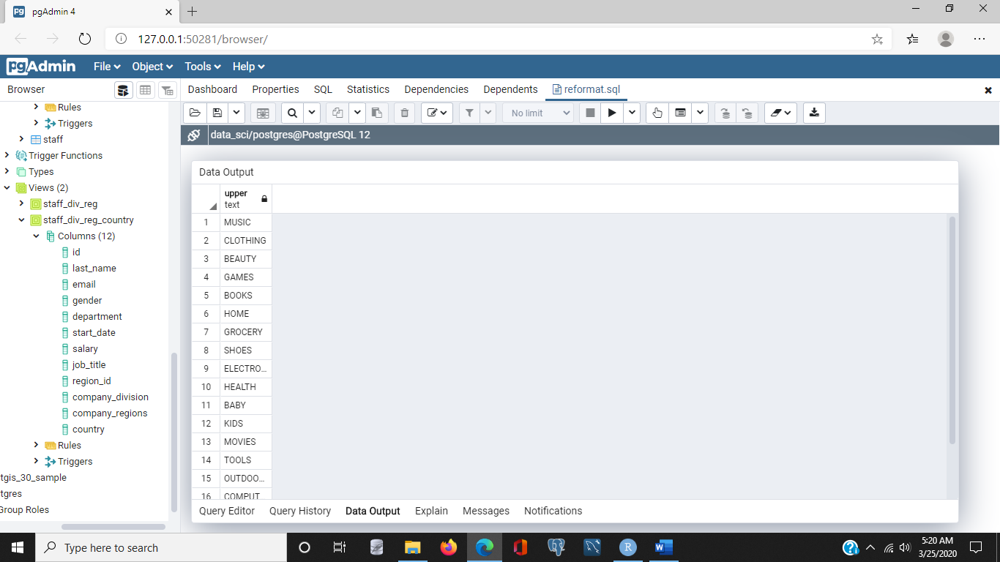 pgAdmin 4
127.0.0.1:50281/browser/
pgAdmin File Object Tools Help
Browser
Dashboard Properties SQL Statistics Dependencies Dependents reformat.sql
Rules
Triggers
staff
Trigger Functions
Types
Views (2)
staff_div_reg
staff_div_reg_country
Columns (12)
id
last_name
email
gender
department
start_date
salary
job_title
region_id
company_division
company_regions
country
Rules
Triggers
tgis_30_sample
tgres
Group Roles
No limit
data_sci/postgres@PostgreSQL 12
Data Output
upper
text
1 MUSIC
2 CLOTHING
3 BEAUTY
4 GAMES
5 BOOKS
6 HOME
7 GROCERY
8 SHOES
9 ELECTRO...
10 HEALTH
11 BABY
12 KIDS
13 MOVIES
14 TOOLS
15 OUTDOO...
16 COMPUT
Query Editor Query History Data Output Explain Messages Notifications
Type here to search
R
W
5:20 AM
3/25/2020